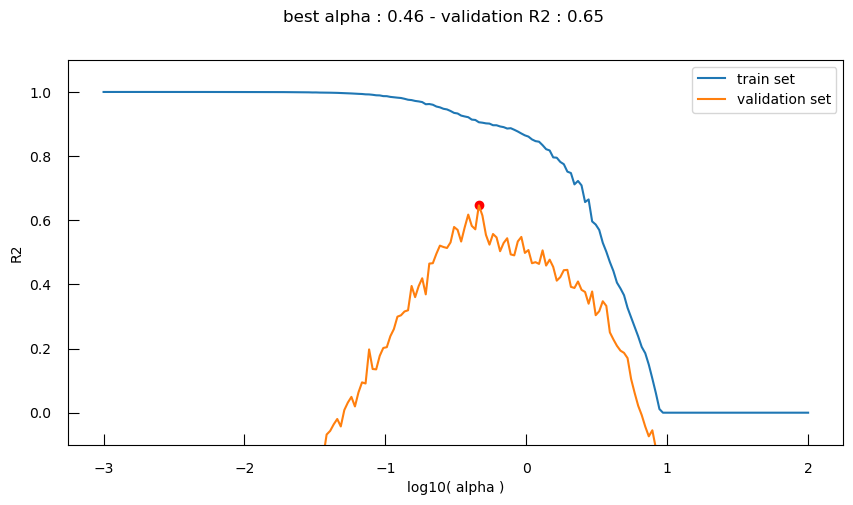 best alpha : 0.46 - validation R2 : 0.65
train set
validation set
1.0
0.8
0.6
0.4
0.2
0.0
R2
−3
−2
−1
0
1
2
log10( alpha )